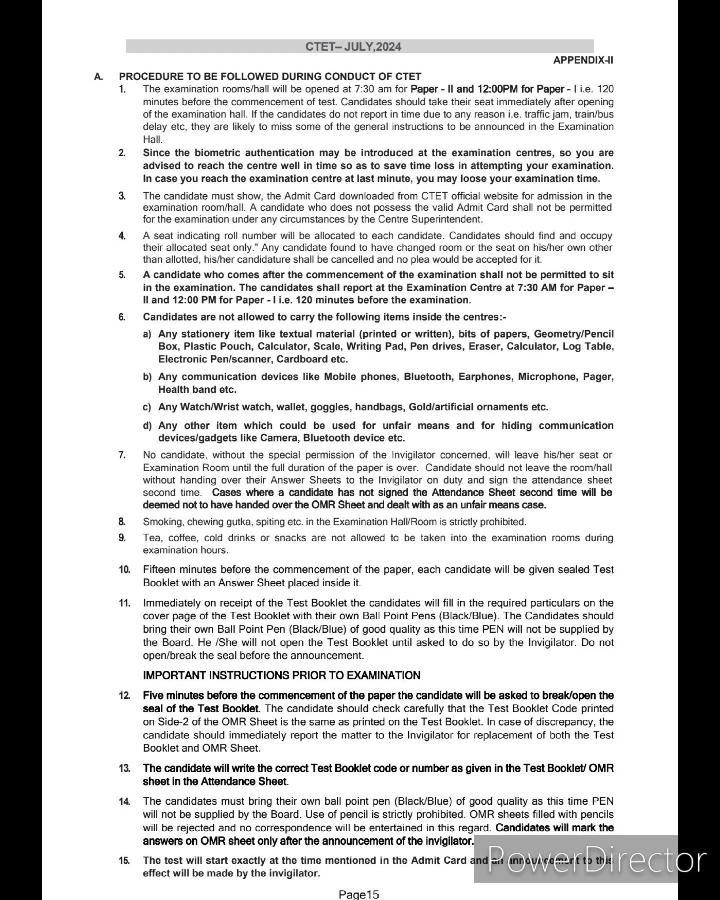 CTET– JULY,2024
APPENDIX-II
A. PROCEDURE TO BE FOLLOWED DURING CONDUCT OF CTET
1. The examination rooms/hall will be opened at 7:30 am for Paper - II and 12:00PM for Paper - I i.e. 120
minutes before the commencement of test. Candidates should take their seat immediately after opening
of the examination hall. If the candidates do not report in time due to any reason i.e. traffic jam, train/bus
delay etc, they are likely to miss some of the general instructions to be announced in the Examination
Hall.
2. Since the biometric authentication may be introduced at the examination centres, so you are
advised to reach the centre well in time so as to save time loss in attempting your examination.
In case you reach the examination centre at last minute, you may loose your examination time.
3. The candidate must show, the Admit Card downloaded from CTET official website for admission in the
examination room/hall. A candidate who does not possess the valid Admit Card shall not be permitted
for the examination under any circumstances by the Centre Superintendent.
4. A seat indicating roll number will be allocated to each candidate. Candidates should find and occupy
their allocated seat only." Any candidate found to have changed room or the seat on his/her own other
than allotted, his/her candidature shall be cancelled and no plea would be accepted for it.
5. A candidate who comes after the commencement of the examination shall not be permitted to sit
in the examination. The candidates shall report at the Examination Centre at 7:30 AM for Paper –
II and 12:00 PM for Paper - I i.e. 120 minutes before the examination.
6. Candidates are not allowed to carry the following items inside the centres:-
a) Any stationery item like textual material (printed or written), bits of papers, Geometry/Pencil
Box, Plastic Pouch, Calculator, Scale, Writing Pad, Pen drives, Eraser, Calculator, Log Table,
Electronic Pen/scanner, Cardboard etc.
b) Any communication devices like Mobile phones, Bluetooth, Earphones, Microphone, Pager,
Health band etc.
c) Any Watch/Wrist watch, wallet, goggles, handbags, Gold/artificial ornaments etc.
d) Any other item which could be used for unfair means and for hiding communication
devices/gadgets like Camera, Bluetooth device etc.
7. No candidate, without the special permission of the Invigilator concerned, will leave his/her seat or
Examination Room until the full duration of the paper is over. Candidate should not leave the room/hall
without handing over their Answer Sheets to the Invigilator on duty and sign the attendance sheet
second time. Cases where a candidate has not signed the Attendance Sheet second time will be
deemed not to have handed over the OMR Sheet and dealt with as an unfair means case.
8. Smoking, chewing gutka, spiting etc. in the Examination Hall/Room is strictly prohibited.
9. Tea, coffee, cold drinks or snacks are not allowed to be taken into the examination rooms during
examination hours.
10. Fifteen minutes before the commencement of the paper, each candidate will be given sealed Test
Booklet with an Answer Sheet placed inside it.
11. Immediately on receipt of the Test Booklet the candidates will fill in the required particulars on the
cover page of the Test Booklet with their own Ball Point Pens (Black/Blue). The Candidates should
bring their own Ball Point Pen (Black/Blue) of good quality as this time PEN will not be supplied by
the Board. He /She will not open the Test Booklet until asked to do so by the Invigilator. Do not
open/break the seal before the announcement.
IMPORTANT INSTRUCTIONS PRIOR TO EXAMINATION
12. Five minutes before the commencement of the paper the candidate will be asked to break/open the
seal of the Test Booklet. The candidate should check carefully that the Test Booklet Code printed
on Side-2 of the OMR Sheet is the same as printed on the Test Booklet. In case of discrepancy, the
candidate should immediately report the matter to the Invigilator for replacement of both the Test
Booklet and OMR Sheet.
13. The candidate will write the correct Test Booklet code or number as given in the Test Booklet/ OMR
sheet in the Attendance Sheet.
14. The candidates must bring their own ball point pen (Black/Blue) of good quality as this time PEN
will not be supplied by the Board. Use of pencil is strictly prohibited. OMR sheets filled with pencils
will be rejected and no correspondence will be entertained in this regard. Candidates will mark the
answers on OMR sheet only after the announcement of the invigilator.
15. The test will start exactly at the time mentioned in the Admit Card and an announcement to this
effect will be made by the invigilator.
PowerDirector
Page15